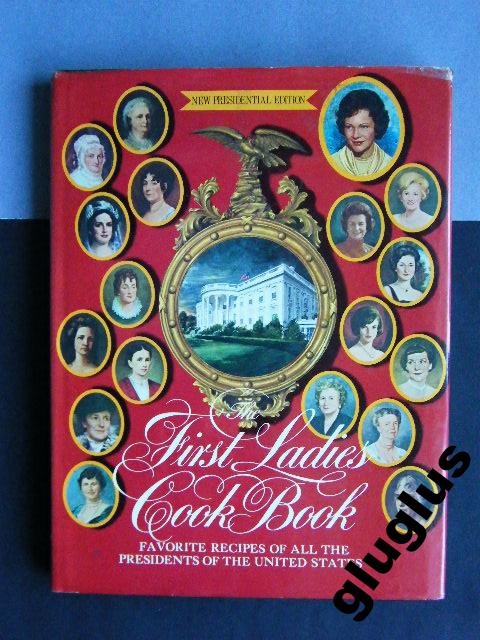 NEW PRESIDENTIAL EDITION
The
First Ladies
Cook Book
FAVORITE RECIPES OF ALL THE
PRESIDENTS OF THE UNITED STATES
gluglus